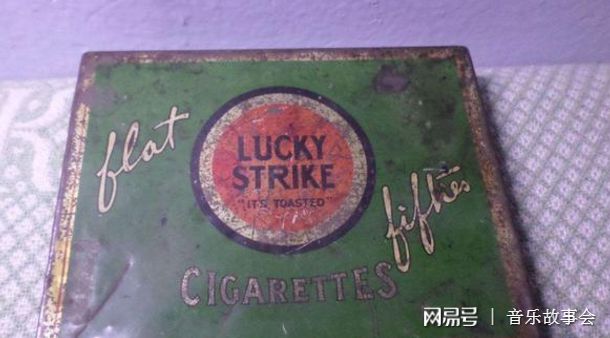 flat
LUCKY
STRIKE
"IT'S TOASTED"
fifties
CIGARETTES
网易号 | 音乐故事会